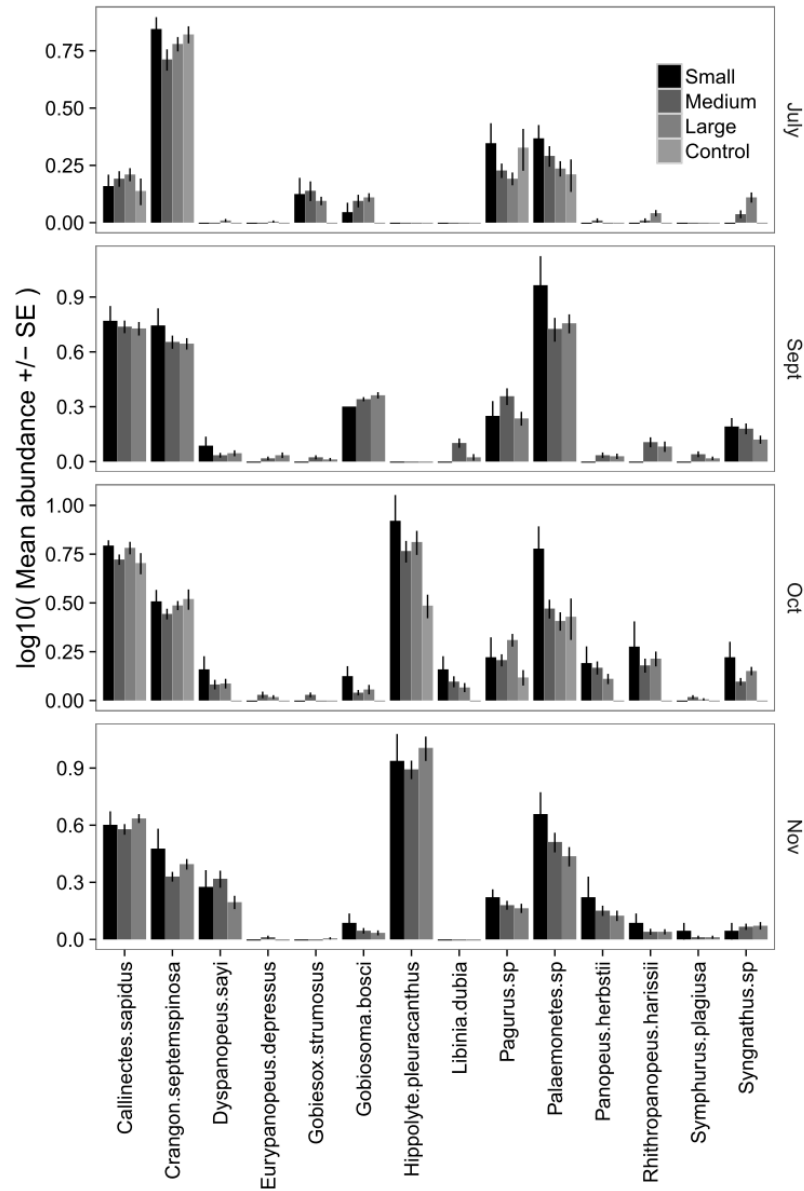 0.75
0.50
0.25
0.00
Small
Medium
Large
Control
July
0.9
0.6
0.3
0.0
Sept
log10( Mean abundance +/− SE )
1.00
0.75
0.50
0.25
0.00
Oct
0.9
0.6
0.3
0.0
Nov
Callinectes.sapidus
Crangon.septemspinosa
Dyspanopeus.sayi
Eurypanopeus.depressus
Gobiesox.strumosus
Gobiosoma.bosci
Hippolyte.pleuracanthus
Libinia.dubia
Pagurus.sp
Palaemonetes.sp
Panopeus.herbstii
Rhithropanopeus.harissii
Symphurus.plagiusa
Syngnathus.sp